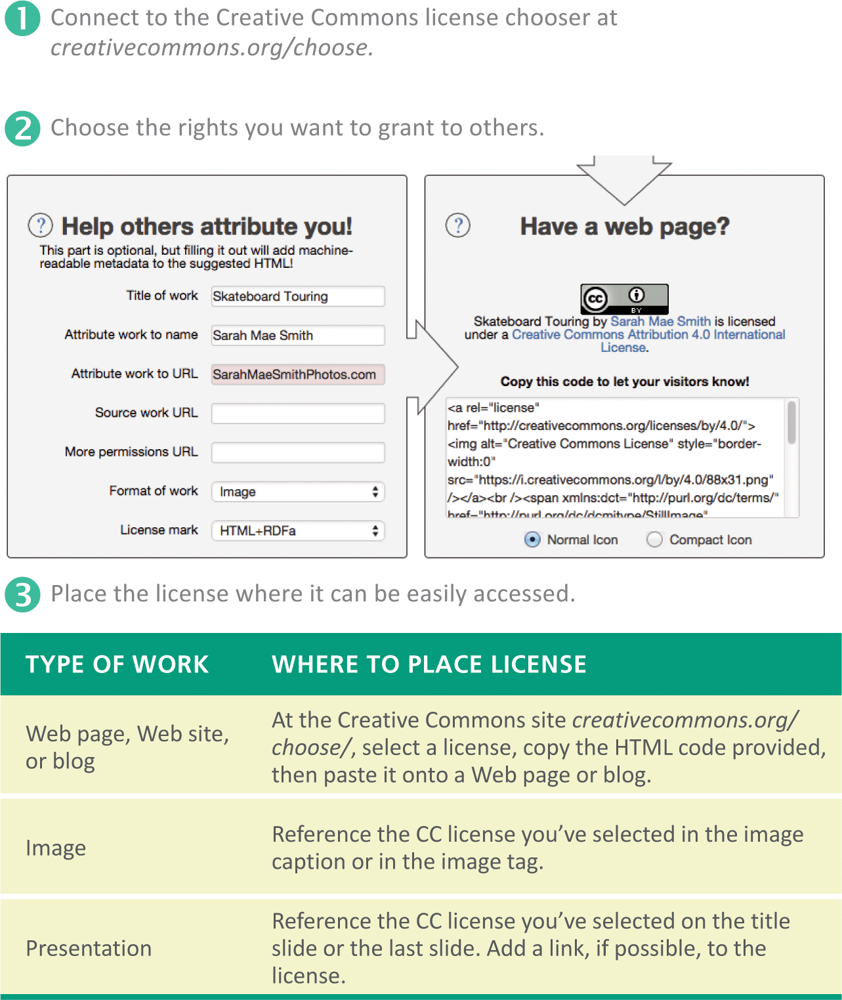 1 Connect to the Creative Commons license chooser at
creativecommons.org/choose.
2 Choose the rights you want to grant to others.
? Help others attribute you!
This part is optional, but filling it out will add machine-
readable metadata to the suggested HTML!
Title of work Skateboard Touring
Attribute work to name Sarah Mae Smith
Attribute work to URL SarahMaeSmithPhotos.com
Source work URL
More permissions URL
Format of work Image
License mark HTML+RDFa
? Have a web page?
cc
BY
Skateboard Touring by Sarah Mae Smith is licensed
under a Creative Commons Attribution 4.0 International
License.
Copy this code to let your visitors know!
<a rel="license"
href="http://creativecommons.org/licenses/by/4.0/">
<img alt="Creative Commons License" style="border-
width:0"
src="https://i.creativecommons.org/l/by/4.0/88x31.png"
/></a><br /><span xmlns:dct="http://purl.org/dc/terms/"
href="http://purl.org/dc/dcmitype/StillImage"
Normal Icon Compact Icon
3 Place the license where it can be easily accessed.
TYPE OF WORK WHERE TO PLACE LICENSE
Web page, Web site,
or blog
At the Creative Commons site creativecommons.org/
choose/, select a license, copy the HTML code provided,
then paste it onto a Web page or blog.
Image
Reference the CC license you’ve selected in the image
caption or in the image tag.
Presentation
Reference the CC license you’ve selected on the title
slide or the last slide. Add a link, if possible, to the
license.